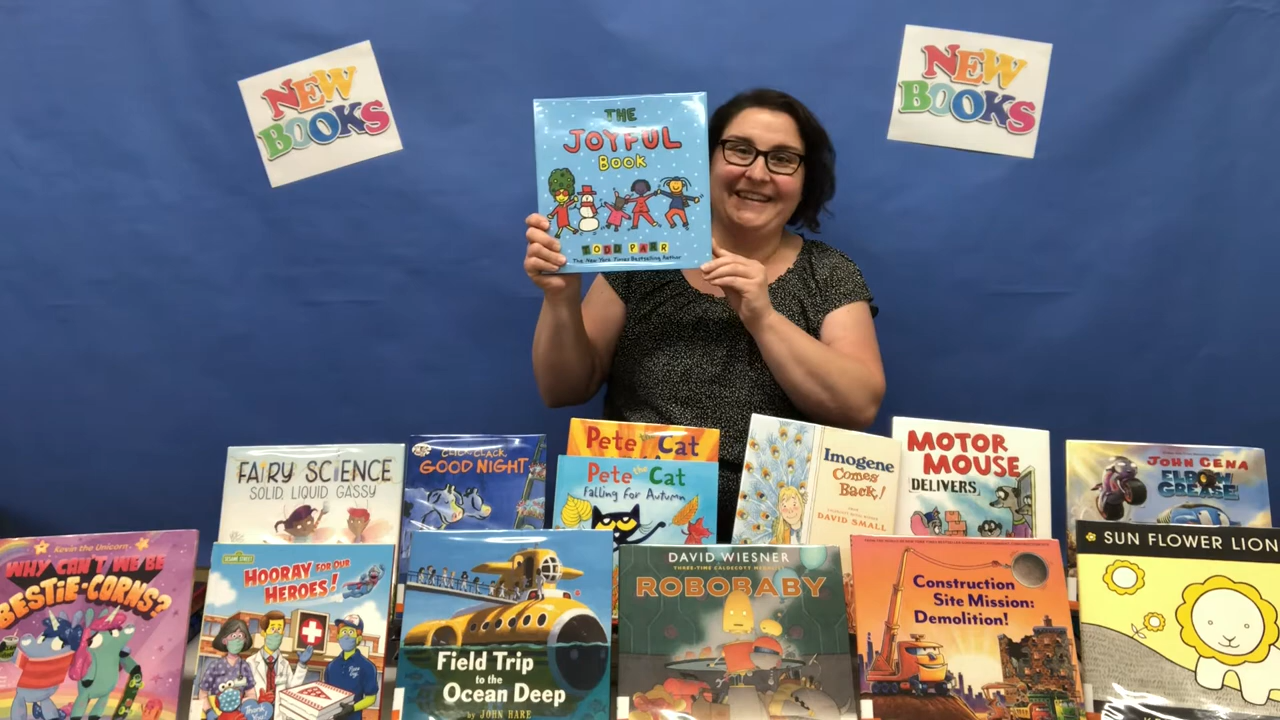 NEW
BOOKS
NEW
BOOKS
THE
JOYFUL
BOOK
TODD PARR
The New York Times Bestselling Author
FAIRY SCIENCE
SOLID, LIQUID, GASSY
CLICK, CLACK,
GOOD NIGHT
Pete the Cat
Pete the Cat
Falling for Autumn
Imogene
Comes
Back!
DAVID SMALL
MOTOR
MOUSE
DELIVERS
JOHN CENA
ELBOW
GREASE
Kevin the Unicorn
WHY CAN'T WE BE
BESTIE-CORNS?
SESAME STREET
HOORAY FOR OUR
HEROES!
Thank
You!
Field Trip
to the
Ocean Deep
by JOHN HARE
DAVID WIESNER
THREE-TIME CALDECOTT MEDALIST
ROBOBABY
Construction
Site Mission:
Demolition!
SUN FLOWER LION